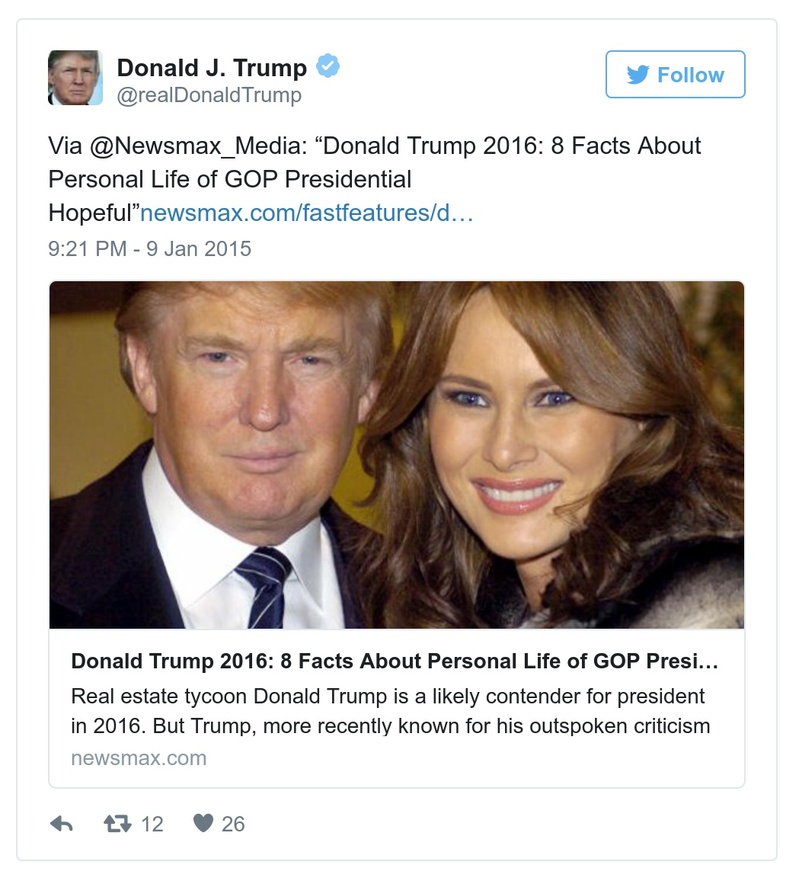 Donald J. Trump
@realDonaldTrump
Follow
Via @Newsmax_Media: “Donald Trump 2016: 8 Facts About
Personal Life of GOP Presidential
Hopeful”newsmax.com/fastfeatures/d…
9:21 PM - 9 Jan 2015
Donald Trump 2016: 8 Facts About Personal Life of GOP Presi…
Real estate tycoon Donald Trump is a likely contender for president
in 2016. But Trump, more recently known for his outspoken criticism
newsmax.com
12
26